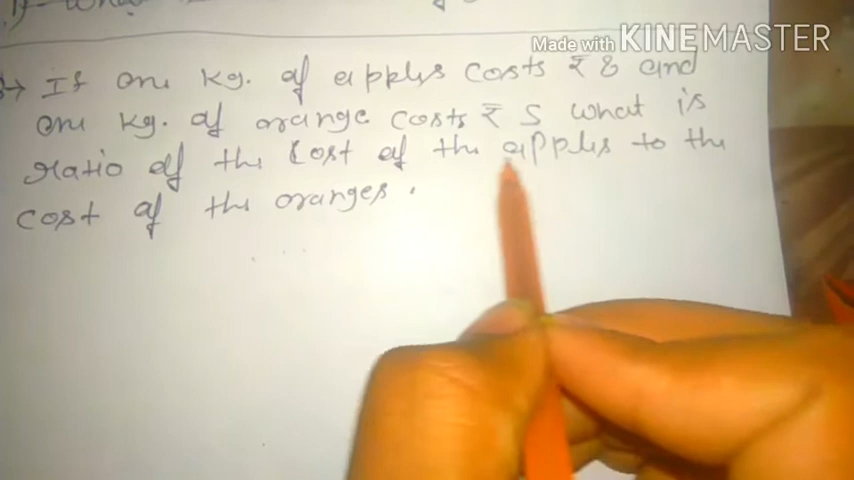 Made with KINEMASTER
If one kg. of apples costs ₹ 8 and
one kg. of orange costs ₹ 5 what is
ratio of the cost of the apples to the
cost of the oranges.